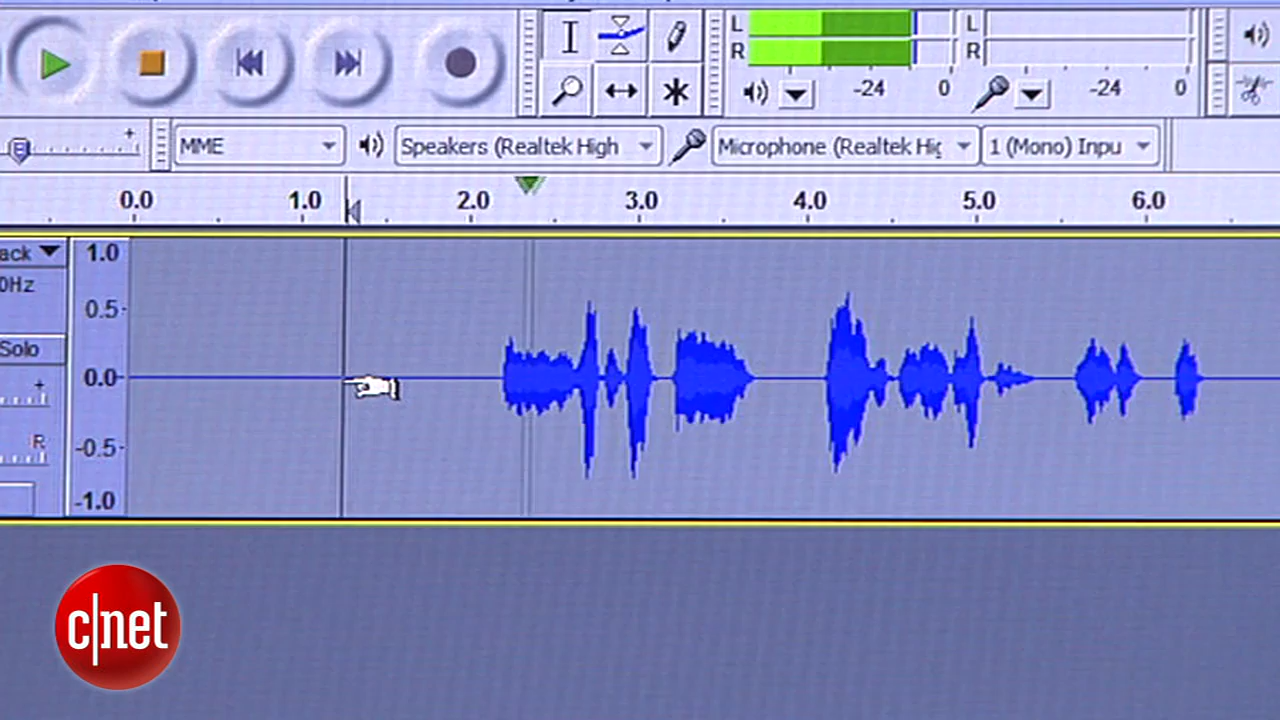 L
L
R
R
-24
0
-24
0
MME
Speakers (Realtek High
Microphone (Realtek Hig
1 (Mono) Inpu
0.0
1.0
2.0
3.0
4.0
5.0
6.0
ack
0Hz
Solo
+
R
1.0
0.5
0.0
-0.5
-1.0
c|net